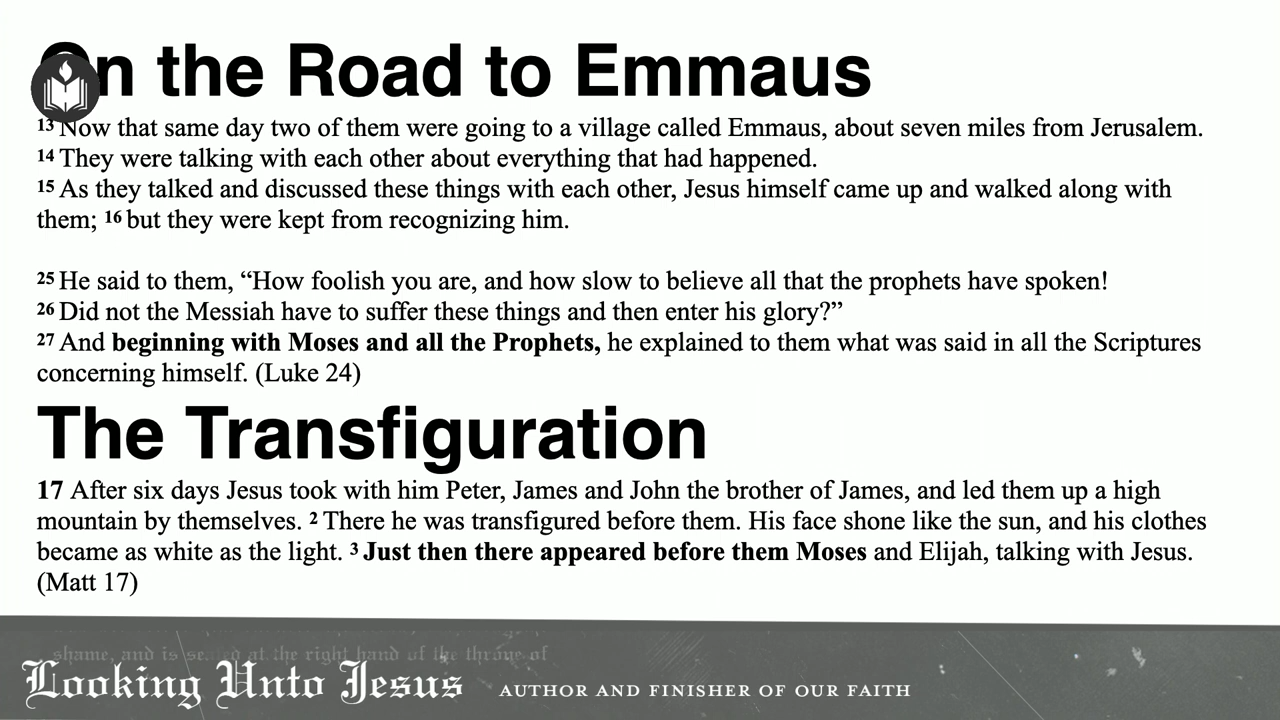 On the Road to Emmaus
13 Now that same day two of them were going to a village called Emmaus, about seven miles from Jerusalem.
14 They were talking with each other about everything that had happened.
15 As they talked and discussed these things with each other, Jesus himself came up and walked along with
them; 16 but they were kept from recognizing him.
25 He said to them, “How foolish you are, and how slow to believe all that the prophets have spoken!
26 Did not the Messiah have to suffer these things and then enter his glory?”
27 And beginning with Moses and all the Prophets, he explained to them what was said in all the Scriptures
concerning himself. (Luke 24)
The Transfiguration
17 After six days Jesus took with him Peter, James and John the brother of James, and led them up a high
mountain by themselves. 2 There he was transfigured before them. His face shone like the sun, and his clothes
became as white as the light. 3 Just then there appeared before them Moses and Elijah, talking with Jesus.
(Matt 17)
shame, and is seated at the right hand of the throne of
Looking Unto Jesus AUTHOR AND FINISHER OF OUR FAITH